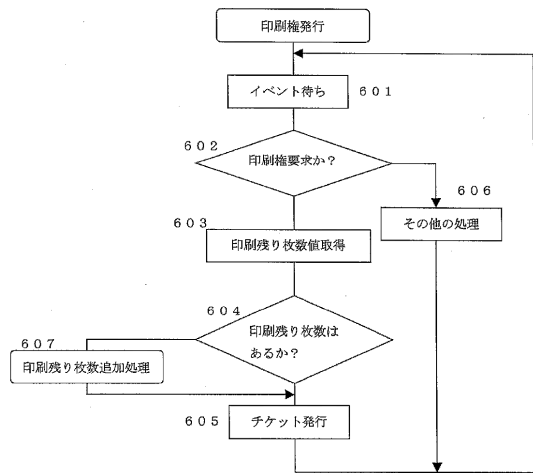 印刷権発行
イベント待ち
６０１
６０２
印刷権要求か？
６０６
その他の処理
６０３
印刷残り枚数値取得
６０４
印刷残り枚数は
あるか？
６０７
印刷残り枚数追加処理
６０５
チケット発行